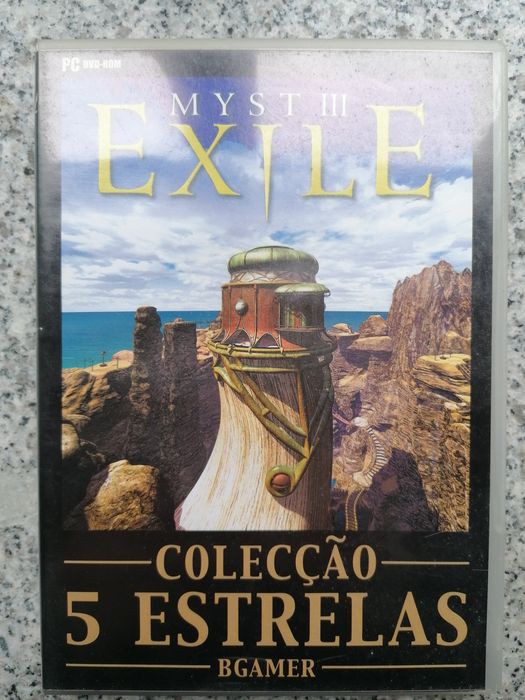 PC DVD-ROM
MYST III
EXILE
COLECÇÃO
5 ESTRELAS
BGAMER